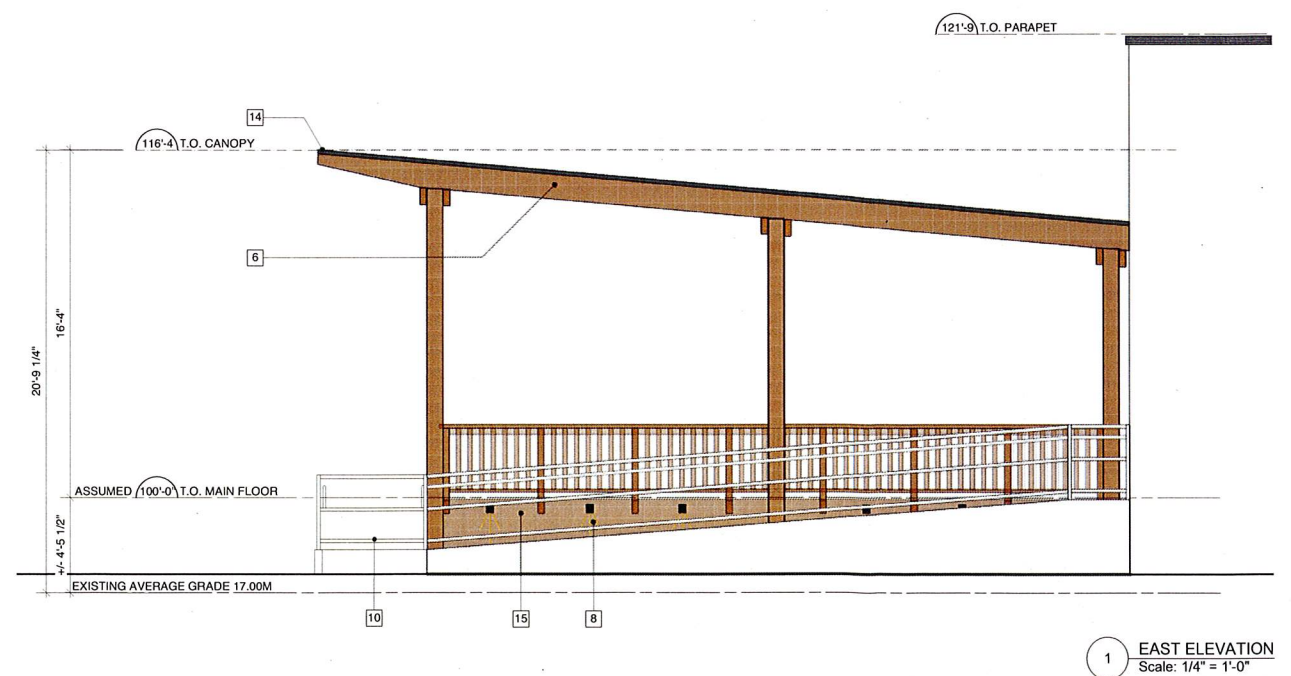 121'-9 T.O. PARAPET
14
116'-4 T.O. CANOPY
6
16'-4"
20'-9 1/4"
ASSUMED 100'-0" T.O. MAIN FLOOR
+/- 4'-5 1/2"
EXISTING AVERAGE GRADE 17.00M
10
15
8
1 EAST ELEVATION
Scale: 1/4" = 1'-0"